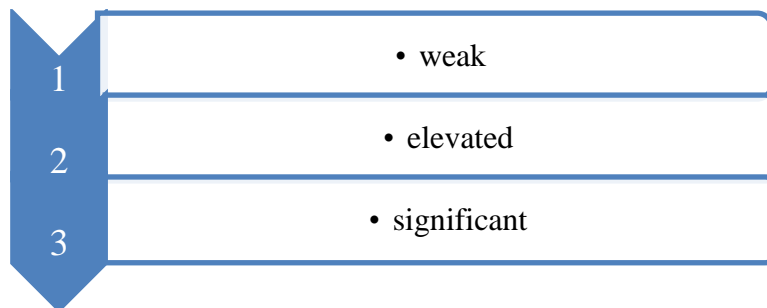 1 • weak
2 • elevated
3 • significant